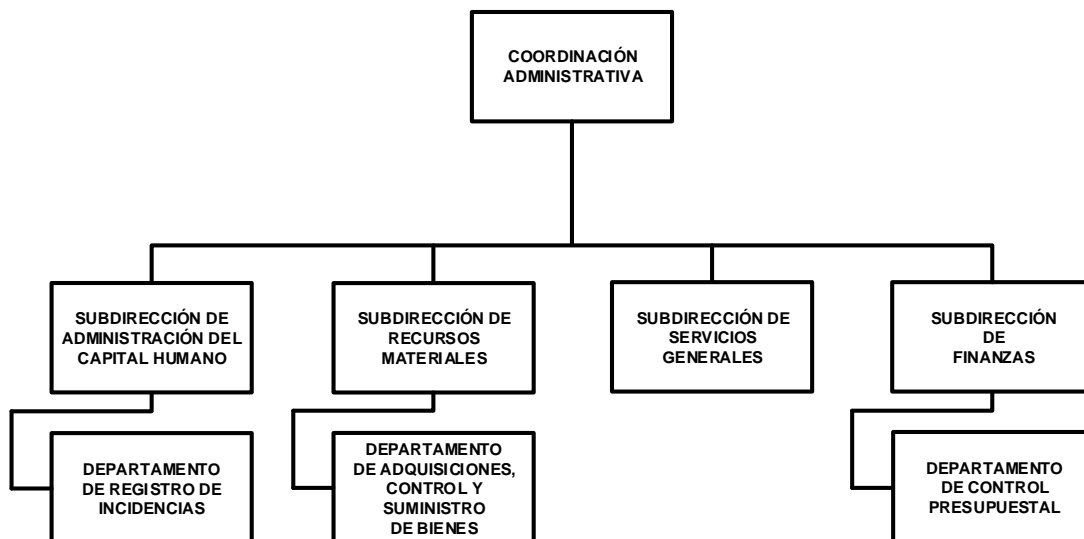 COORDINACIÓN
ADMINISTRATIVA
SUBDIRECCIÓN DE
ADMINISTRACIÓN DEL
CAPITAL HUMANO
SUBDIRECCIÓN DE
RECURSOS
MATERIALES
SUBDIRECCIÓN DE
SERVICIOS
GENERALES
SUBDIRECCIÓN
DE
FINANZAS
DEPARTAMENTO
DE REGISTRO DE
INCIDENCIAS
DEPARTAMENTO
DE ADQUISICIONES,
CONTROL Y
SUMINISTRO
DE BIENES
DEPARTAMENTO
DE CONTROL
PRESUPUESTAL